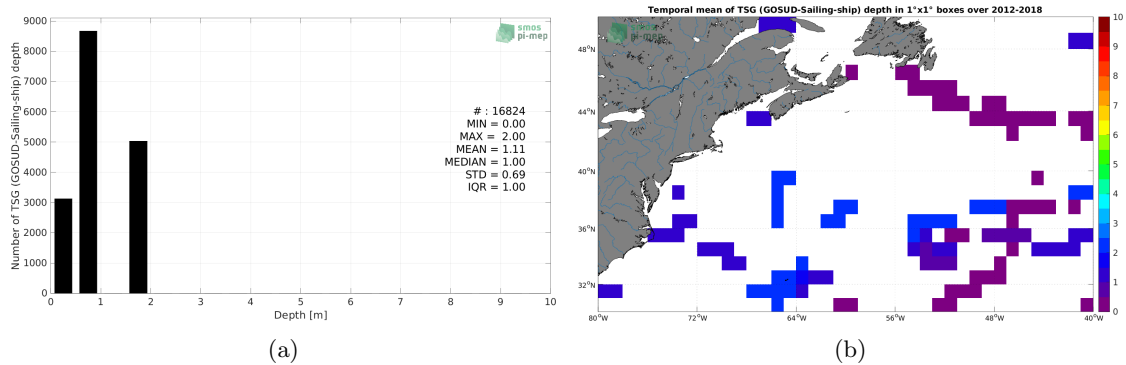 9000
8000
7000
6000
5000
4000
3000
2000
1000
0
Number of TSG (GOSUD-Sailing-ship) depth
smos
pi-mep
# : 16824
MIN = 0.00
MAX = 2.00
MEAN = 1.11
MEDIAN = 1.00
STD = 0.69
IQR = 1.00
0 1 2 3 4 5 6 7 8 9 10
Depth [m]
(a)
Temporal mean of TSG (GOSUD-Sailing-ship) depth in 1°x1° boxes over 2012-2018
smos
pi-mep
48°N
44°N
40°N
36°N
32°N
80°W 72°W 64°W 56°W 48°W 40°W
10
9
8
7
6
5
4
3
2
1
0
(b)